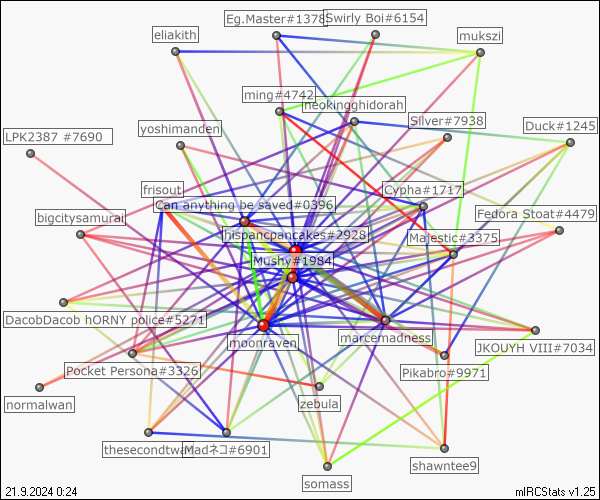 Eg.Master#1378
Swirly Boi#6154
eliakith
mukszi
ming#4742
neokingghidorah
Silver#7938
Duck#1245
yoshimanden
LPK2387 #7690
frisout
Cypha#1717
Can anything be saved#0396
bigcitysamurai
Fedora Stoat#4479
hispancpancakes#2928
Majestic#3375
Mushy#1984
DacobDacob hORNY police#5271
moonraven
marcemadness
JKOUYH VIII#7034
Pocket Persona#3326
Pikabro#9971
normalwan
zebula
thesecondtwan
Madネコ#6901
shawntee9
somass
21.9.2024 0:24
mIRCStats v1.25